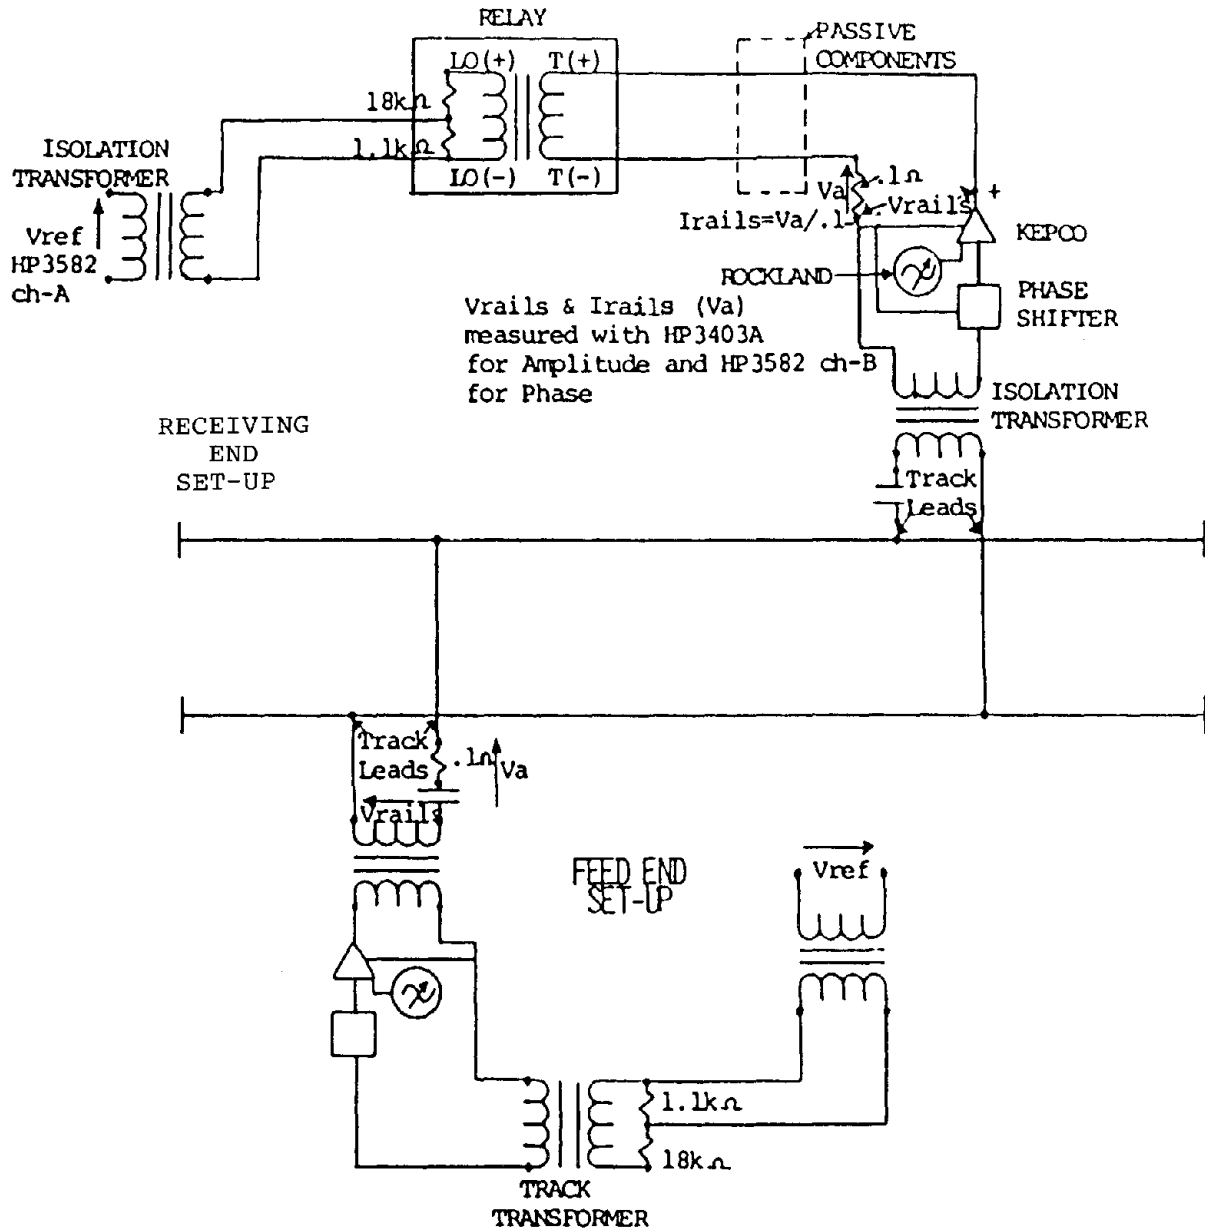 RELAY
PASSIVE
COMPONENTS
LO(+) T(+)
18kΩ
1.1kΩ
LO(-) T(-)
ISOLATION
TRANSFORMER
Vref
HP3582
ch-A
Va
.1Ω
Vrails
Irails=Va/.1
+
KEPCO
ROCKLAND
PHASE
SHIFTER
Vrails & Irails (Va)
measured with HP3403A
for Amplitude and HP3582 ch-B
for Phase
ISOLATION
TRANSFORMER
RECEIVING
END
SET-UP
Track
Leads
Track
Leads
.1Ω
Va
Vrails
FEED END
SET-UP
Vref
1.1kΩ
18kΩ
TRACK
TRANSFORMER